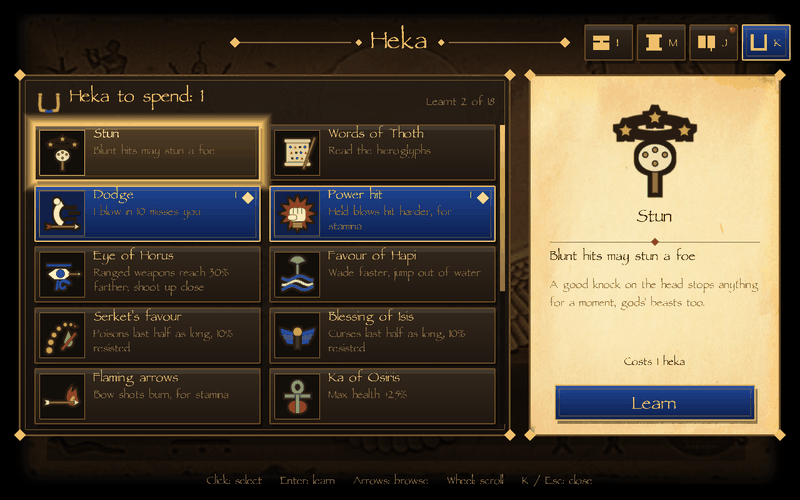 Heka
I
M
J
K
Heka to spend: 1
Learnt 2 of 18
Stun
Blunt hits may stun a foe
Words of Thoth
Read the hieroglyphs
Dodge
1
1 blow in 10 misses you
Power hit
1
Held blows hit harder, for
stamina
Eye of Horus
Ranged weapons reach 30%
farther; shoot up close
Favour of Hapi
Wade faster, jump out of water
Serket's favour
Poisons last half as long, 10%
resisted
Blessing of Isis
Curses last half as long, 10%
resisted
Flaming arrows
Bow shots burn, for stamina
Ka of Osiris
Max health +25%
Stun
Blunt hits may stun a foe
A good knock on the head stops anything
for a moment, gods' beasts too.
Costs 1 heka
Learn
Click: select Enter: learn Arrows: browse Wheel: scroll K / Esc: close